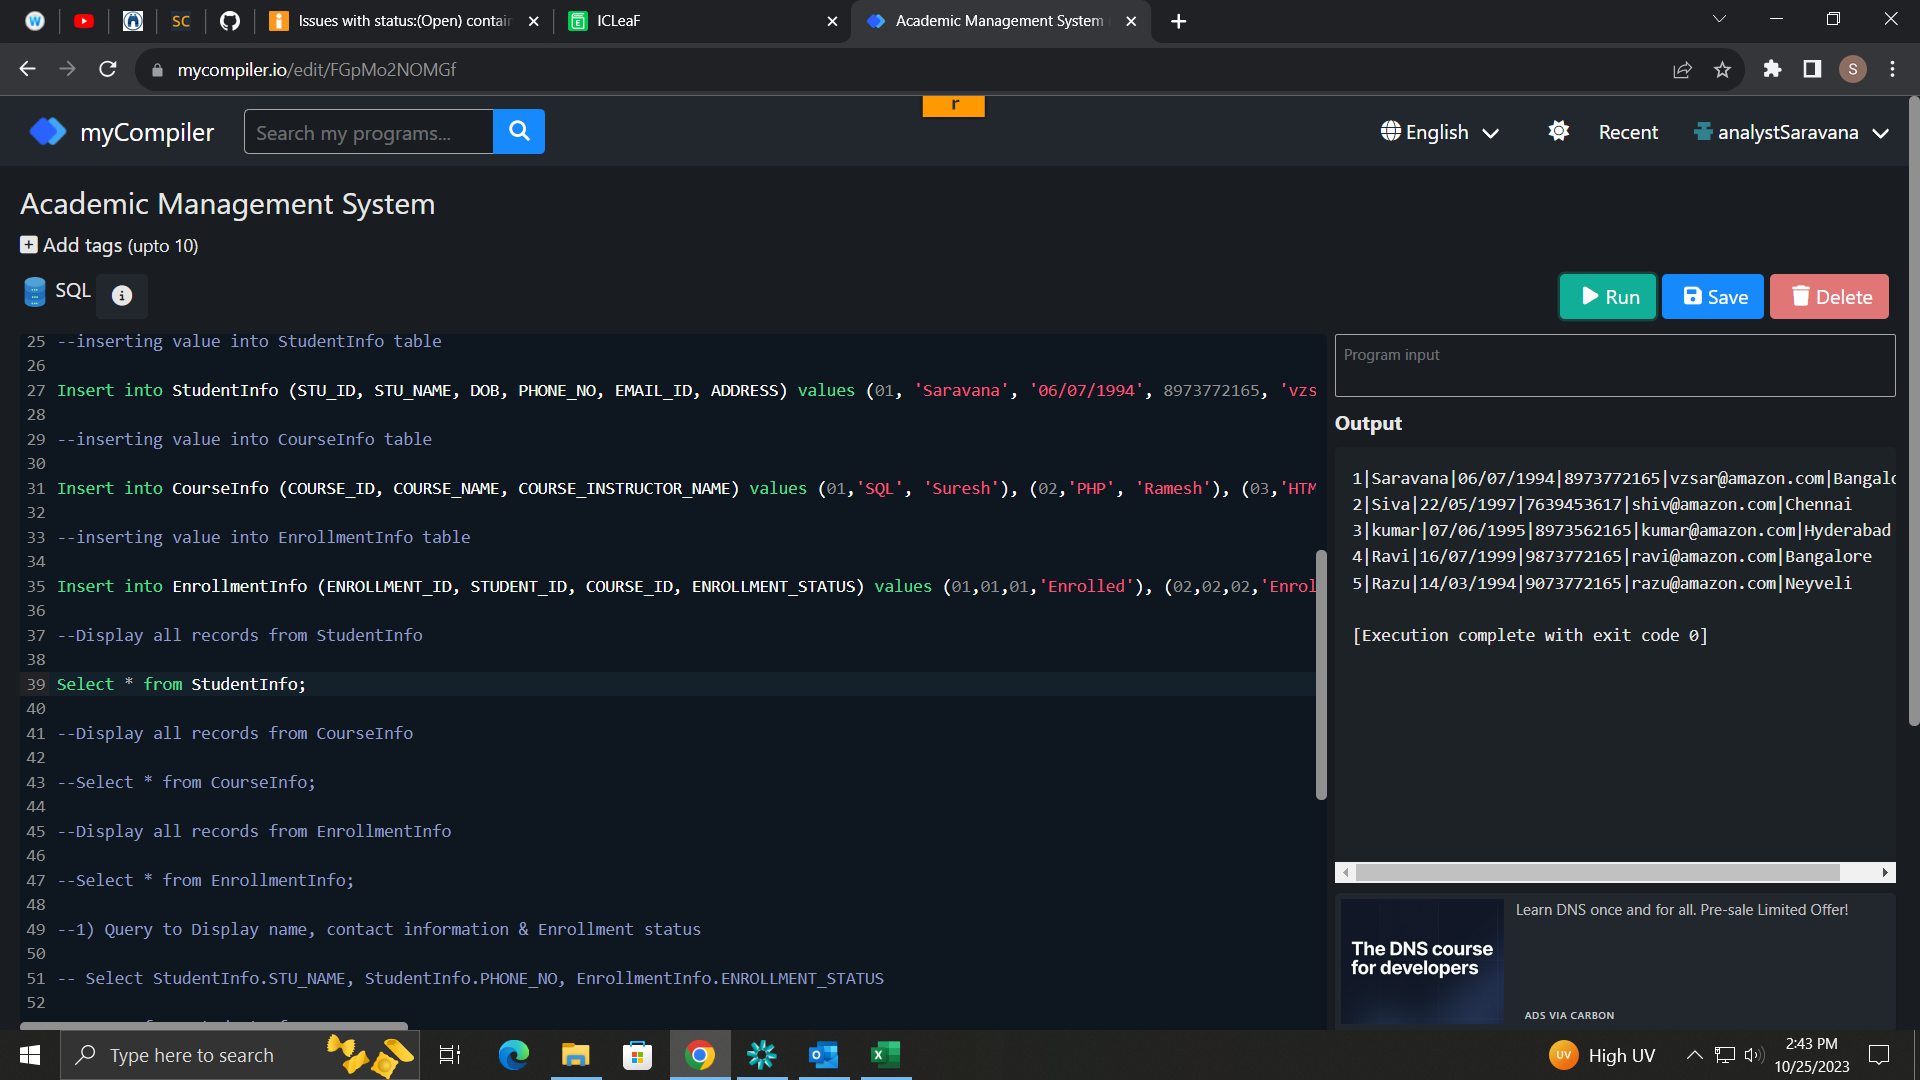 Issues with status:(Open) contain
ICLeaF
Academic Management System
mycompiler.io/edit/FGpMo2NOMGf
S
r
myCompiler
Search my programs...
English
Recent
analystSaravana
Academic Management System
Add tags (upto 10)
SQL
Run
Save
Delete
25 --inserting value into StudentInfo table
26
27 Insert into StudentInfo (STU_ID, STU_NAME, DOB, PHONE_NO, EMAIL_ID, ADDRESS) values (01, 'Saravana', '06/07/1994', 8973772165, 'vzs
28
29 --inserting value into CourseInfo table
30
31 Insert into CourseInfo (COURSE_ID, COURSE_NAME, COURSE_INSTRUCTOR_NAME) values (01,'SQL', 'Suresh'), (02,'PHP', 'Ramesh'), (03,'HTM
32
33 --inserting value into EnrollmentInfo table
34
35 Insert into EnrollmentInfo (ENROLLMENT_ID, STUDENT_ID, COURSE_ID, ENROLLMENT_STATUS) values (01,01,01,'Enrolled'), (02,02,02,'Enrol
36
37 --Display all records from StudentInfo
38
39 Select * from StudentInfo;
40
41 --Display all records from CourseInfo
42
43 --Select * from CourseInfo;
44
45 --Display all records from EnrollmentInfo
46
47 --Select * from EnrollmentInfo;
48
49 --1) Query to Display name, contact information & Enrollment status
50
51 -- Select StudentInfo.STU_NAME, StudentInfo.PHONE_NO, EnrollmentInfo.ENROLLMENT_STATUS
52
Program input
Output
1|Saravana|06/07/1994|8973772165|vzsar@amazon.com|Bangalo
2|Siva|22/05/1997|7639453617|shiv@amazon.com|Chennai
3|kumar|07/06/1995|8973562165|kumar@amazon.com|Hyderabad
4|Ravi|16/07/1999|9873772165|ravi@amazon.com|Bangalore
5|Razu|14/03/1994|9073772165|razu@amazon.com|Neyveli
[Execution complete with exit code 0]
The DNS course
for developers
Learn DNS once and for all. Pre-sale Limited Offer!
ADS VIA CARBON
Type here to search
UV
High UV
2:43 PM
10/25/2023
W
SC